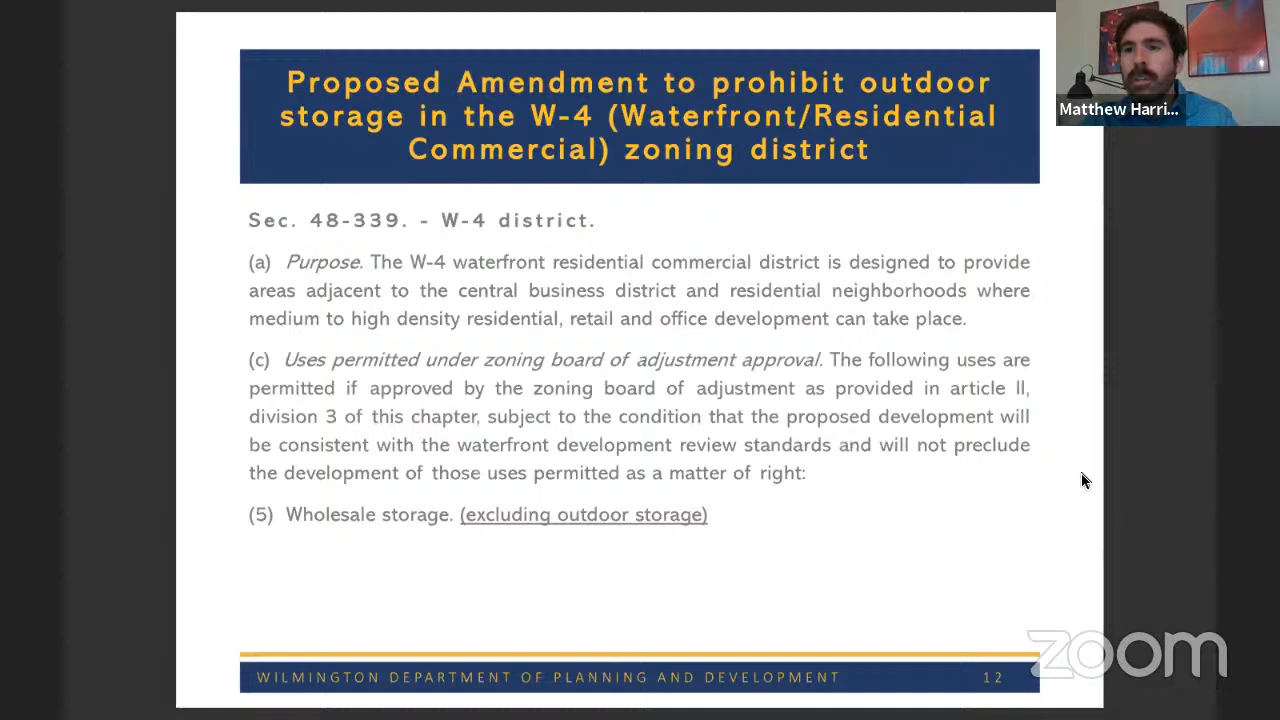 Proposed Amendment to prohibit outdoor
storage in the W-4 (Waterfront/Residential
Commercial) zoning district
Matthew Harri...
Sec. 48-339. - W-4 district.
(a) Purpose. The W-4 waterfront residential commercial district is designed to provide
areas adjacent to the central business district and residential neighborhoods where
medium to high density residential, retail and office development can take place.
(c) Uses permitted under zoning board of adjustment approval. The following uses are
permitted if approved by the zoning board of adjustment as provided in article II,
division 3 of this chapter, subject to the condition that the proposed development will
be consistent with the waterfront development review standards and will not preclude
the development of those uses permitted as a matter of right:
(5) Wholesale storage. (excluding outdoor storage)
zoom
WILMINGTON DEPARTMENT OF PLANNING AND DEVELOPMENT 12